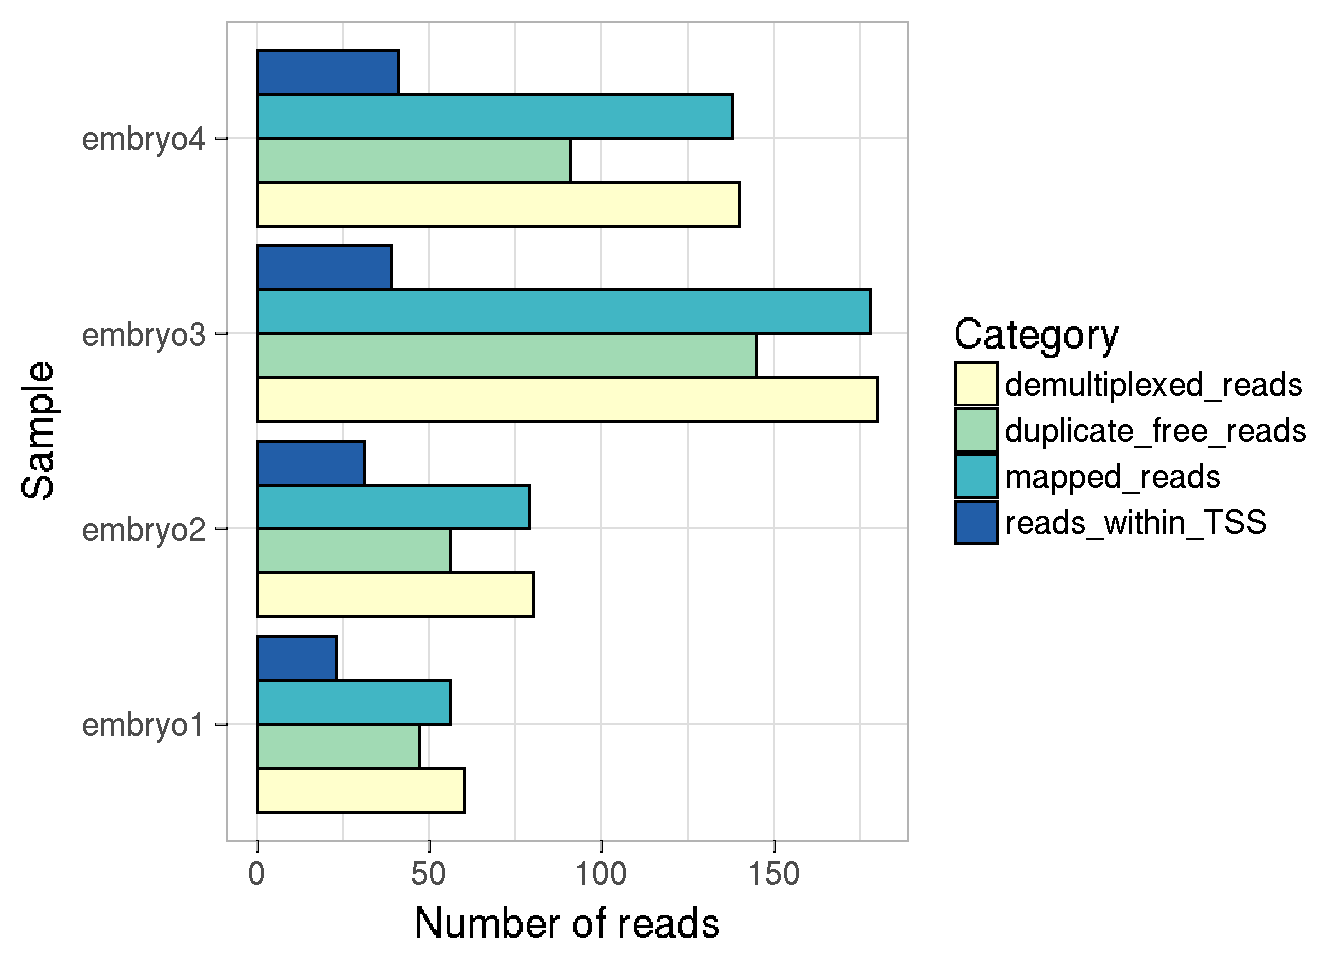 embryo4
embryo3
embryo2
embryo1
Sample
0 50 100 150
Number of reads
Category
demultiplexed_reads
duplicate_free_reads
mapped_reads
reads_within_TSS